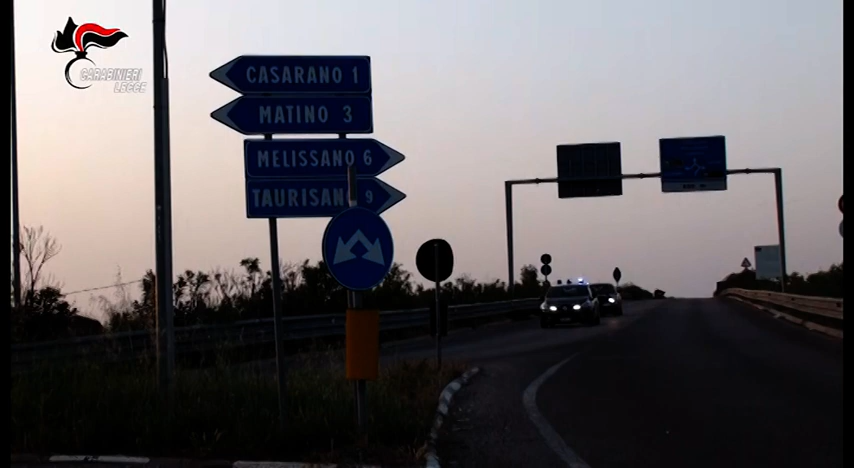 CARABINIERI
LECCE
CASARANO 1
MATINO 3
MELISSANO 6
TAURISANO 9